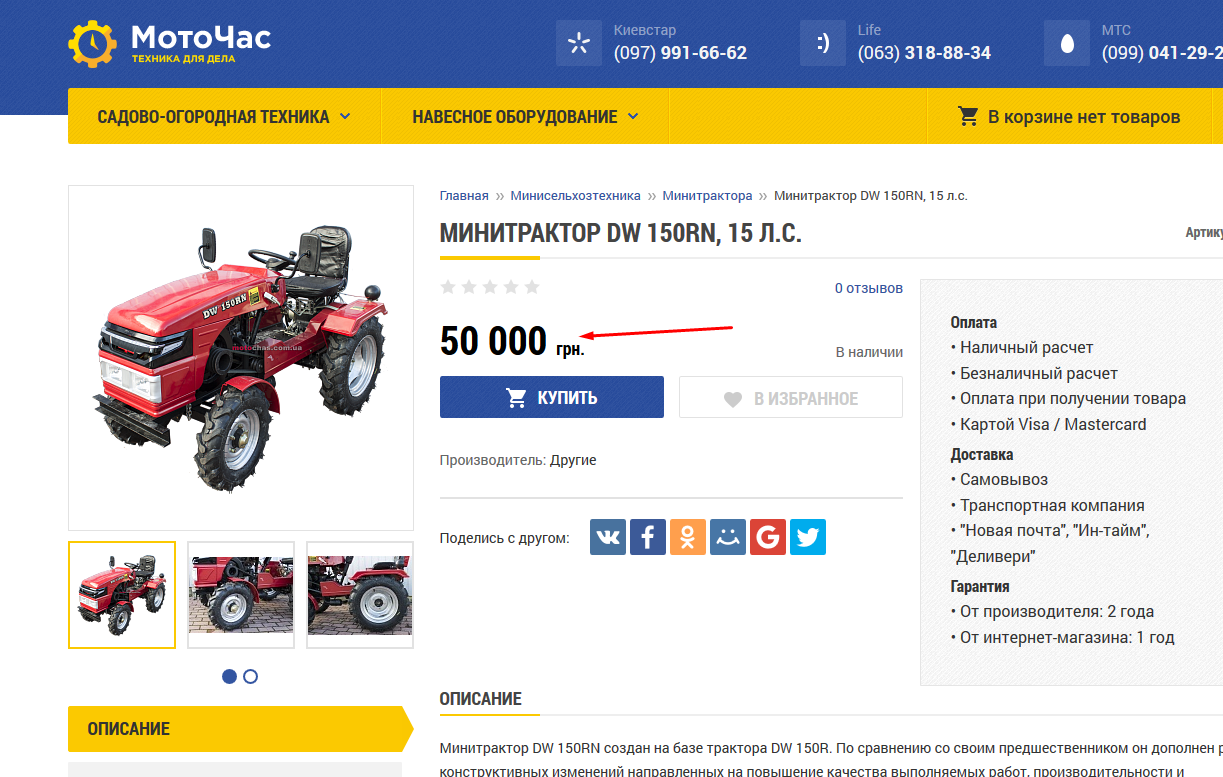 МотоЧас
ТЕХНИКА ДЛЯ ДЕЛА
Киевстар
(097) 991-66-62
Life
:)
(063) 318-88-34
МТС
(099) 041-29-2
САДОВО-ОГОРОДНАЯ ТЕХНИКА
НАВЕСНОЕ ОБОРУДОВАНИЕ
В корзине нет товаров
Главная » Минисельхозтехника » Минитрактора » Минитрактор DW 150RN, 15 л.с.
МИНИТРАКТОР DW 150RN, 15 Л.С.
Артику
0 отзывов
50 000 грн.
В наличии
КУПИТЬ
В ИЗБРАННОЕ
Производитель: Другие
Поделись с другом:
DW 150RN
motochas.com.ua
Оплата
• Наличный расчет
• Безналичный расчет
• Оплата при получении товара
• Картой Visa / Mastercard
Доставка
• Самовывоз
• Транспортная компания
• "Новая почта", "Ин-тайм",
"Деливери"
Гарантия
• От производителя: 2 года
• От интернет-магазина: 1 год
ОПИСАНИЕ
ОПИСАНИЕ
Минитрактор DW 150RN создан на базе трактора DW 150R. По сравнению со своим предшественником он дополнен р
конструктивных изменений направленных на повышение качества выполняемых работ, производительности и